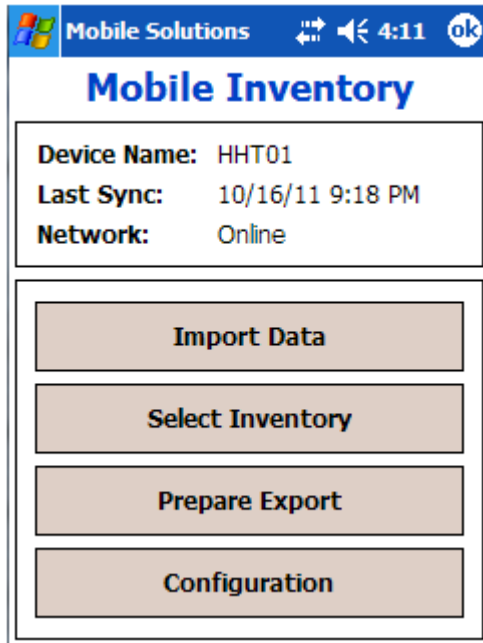 Mobile Solutions 4:11 ok
Mobile Inventory
Device Name: HHT01
Last Sync: 10/16/11 9:18 PM
Network: Online
Import Data
Select Inventory
Prepare Export
Configuration